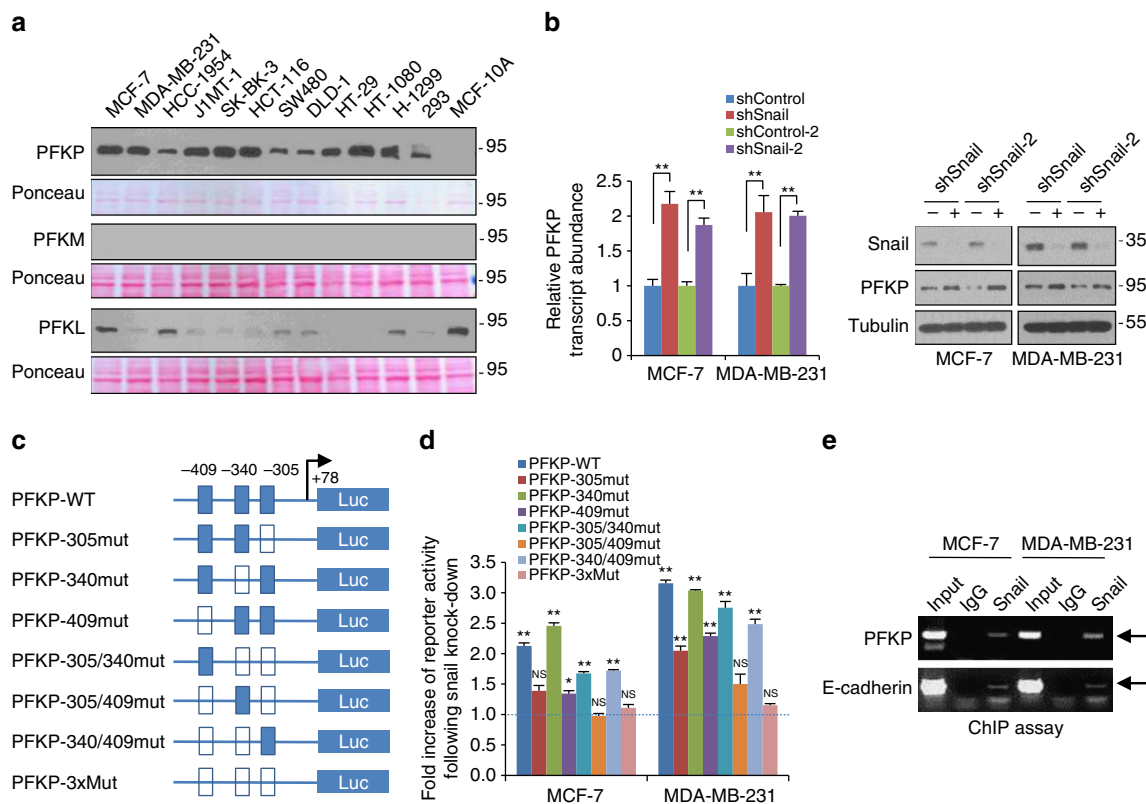 a
MCF-7
MDA-MB-231
HCC-1954
J1MT-1
SK-BK-3
HCT-116
SW480
DLD-1
HT-29
HT-1080
H-1299
293
MCF-10A
PFKP
-95
Ponceau
PFKM
-95
Ponceau
-95
PFKL
-95
Ponceau
-95
b
shControl
shSnail
shControl-2
shSnail-2
Relative PFKP
transcript abundance
2.5
2
1.5
1
0.5
0
** ** ** **
MCF-7 MDA-MB-231
shSnail shSnail-2 shSnail shSnail-2
– + – + – + – +
Snail -35
PFKP -95
Tubulin -55
MCF-7 MDA-MB-231
c
–409 –340 –305
+78
PFKP-WT Luc
PFKP-305mut Luc
PFKP-340mut Luc
PFKP-409mut Luc
PFKP-305/340mut Luc
PFKP-305/409mut Luc
PFKP-340/409mut Luc
PFKP-3xMut Luc
d
PFKP-WT
PFKP-305mut
PFKP-340mut
PFKP-409mut
PFKP-305/340mut
PFKP-305/409mut
PFKP-340/409mut
PFKP-3xMut
Fold increase of reporter activity
following snail knock-down
3.5
3.0
2.5
2.0
1.5
1.0
0.5
0.0
** NS ** * ** NS ** NS
** ** ** ** ** NS ** NS
MCF-7 MDA-MB-231
e
MCF-7 MDA-MB-231
Input IgG Snail Input IgG Snail
PFKP
E-cadherin
ChIP assay